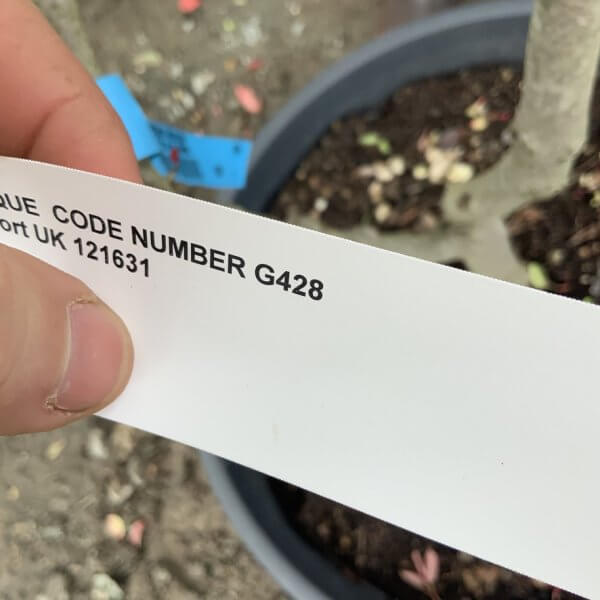 QUE CODE NUMBER G428
ort UK 121631